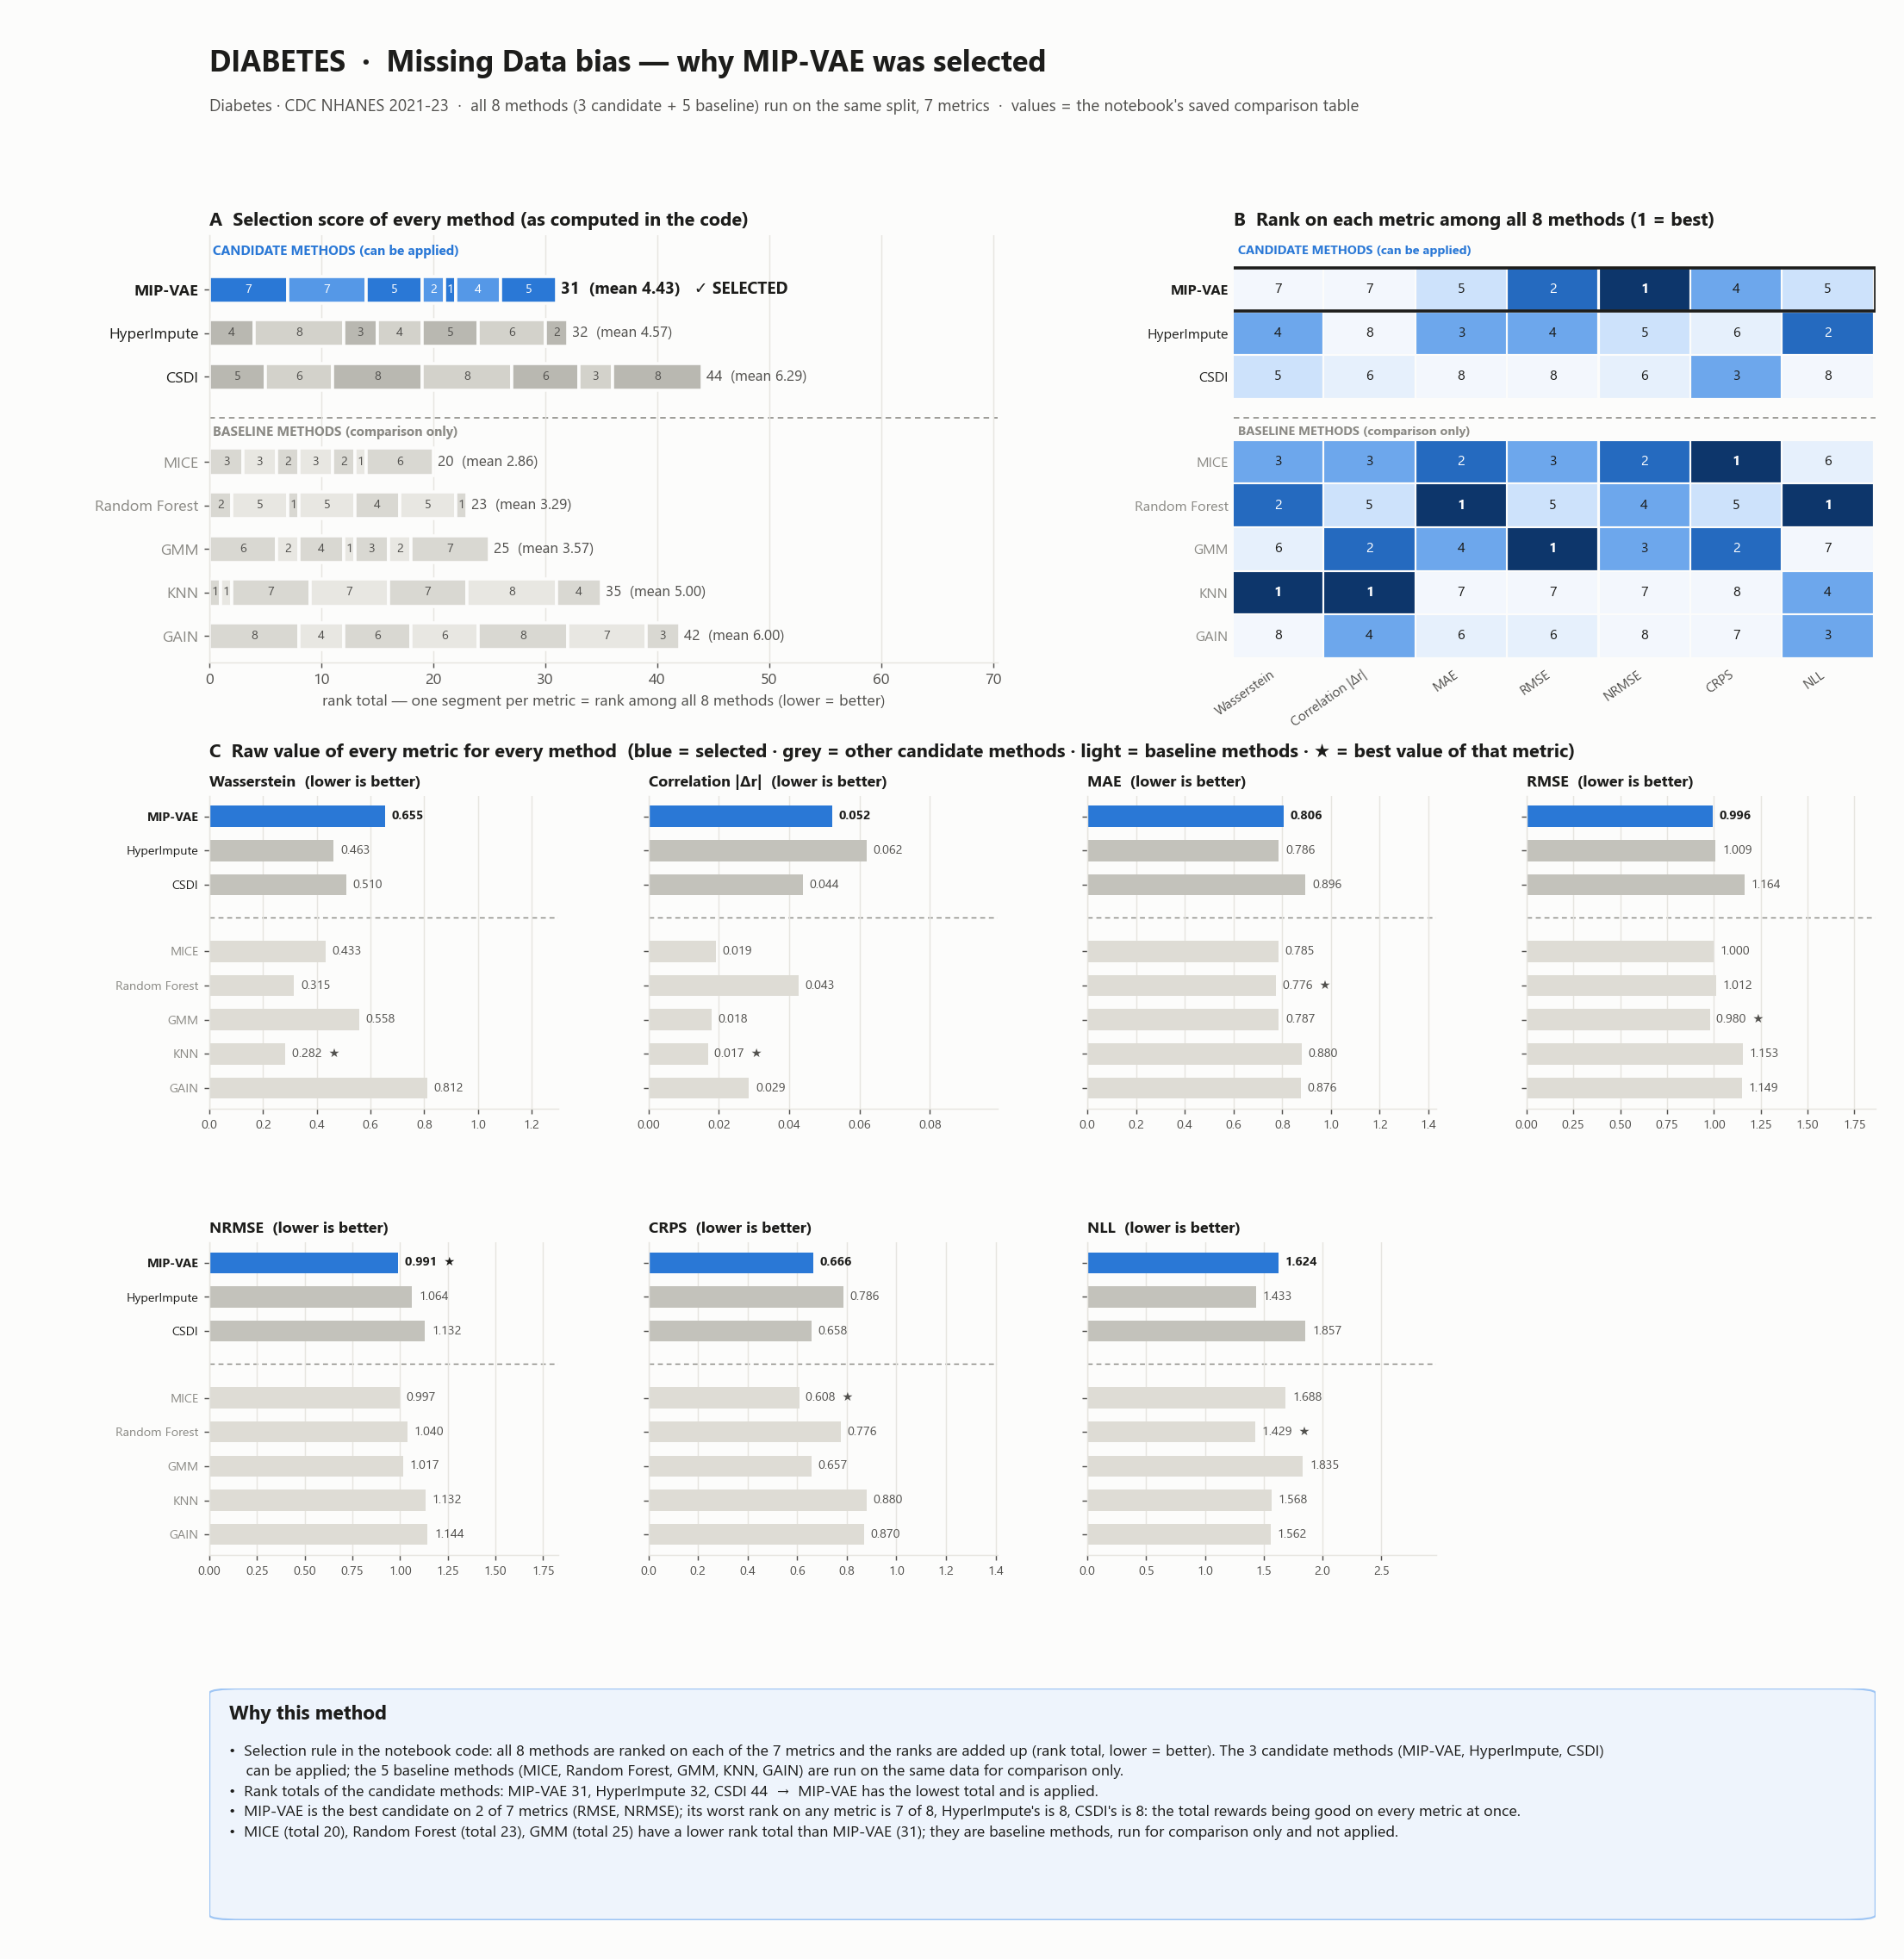 DIABETES · Missing Data bias — why MIP-VAE was selected
Diabetes · CDC NHANES 2021-23 · all 8 methods (3 candidate + 5 baseline) run on the same split, 7 metrics · values = the notebook's saved comparison table
A Selection score of every method (as computed in the code)
CANDIDATE METHODS (can be applied)
MIP-VAE 7 7 5 2 1 4 5 31 (mean 4.43) ✓ SELECTED
HyperImpute 4 8 3 4 5 6 2 32 (mean 4.57)
CSDI 5 6 8 8 6 3 8 44 (mean 6.29)
BASELINE METHODS (comparison only)
MICE 3 3 2 3 2 1 6 20 (mean 2.86)
Random Forest 2 5 1 5 4 5 1 23 (mean 3.29)
GMM 6 2 4 1 3 2 7 25 (mean 3.57)
KNN 1 1 7 7 7 8 4 35 (mean 5.00)
GAIN 8 4 6 6 8 7 3 42 (mean 6.00)
0 10 20 30 40 50 60 70
rank total — one segment per metric = rank among all 8 methods (lower = better)
B Rank on each metric among all 8 methods (1 = best)
CANDIDATE METHODS (can be applied)
MIP-VAE 7 7 5 2 1 4 5
HyperImpute 4 8 3 4 5 6 2
CSDI 5 6 8 8 6 3 8
BASELINE METHODS (comparison only)
MICE 3 3 2 3 2 1 6
Random Forest 2 5 1 5 4 5 1
GMM 6 2 4 1 3 2 7
KNN 1 1 7 7 7 8 4
GAIN 8 4 6 6 8 7 3
Wasserstein Correlation |Δr| MAE RMSE NRMSE CRPS NLL
C Raw value of every metric for every method (blue = selected · grey = other candidate methods · light = baseline methods · ★ = best value of that metric)
Wasserstein (lower is better)
MIP-VAE 0.655
HyperImpute 0.463
CSDI 0.510
MICE 0.433
Random Forest 0.315
GMM 0.558
KNN 0.282 ★
GAIN 0.812
0.0 0.2 0.4 0.6 0.8 1.0 1.2
Correlation |Δr| (lower is better)
0.052
0.062
0.044
0.019
0.043
0.018
0.017 ★
0.029
0.00 0.02 0.04 0.06 0.08
MAE (lower is better)
0.806
0.786
0.896
0.785
0.776 ★
0.787
0.880
0.876
0.0 0.2 0.4 0.6 0.8 1.0 1.2 1.4
RMSE (lower is better)
0.996
1.009
1.164
1.000
1.012
0.980 ★
1.153
1.149
0.00 0.25 0.50 0.75 1.00 1.25 1.50 1.75
NRMSE (lower is better)
MIP-VAE 0.991 ★
HyperImpute 1.064
CSDI 1.132
MICE 0.997
Random Forest 1.040
GMM 1.017
KNN 1.132
GAIN 1.144
0.00 0.25 0.50 0.75 1.00 1.25 1.50 1.75
CRPS (lower is better)
0.666
0.786
0.658
0.608 ★
0.776
0.657
0.880
0.870
0.0 0.2 0.4 0.6 0.8 1.0 1.2 1.4
NLL (lower is better)
1.624
1.433
1.857
1.688
1.429 ★
1.835
1.568
1.562
0.0 0.5 1.0 1.5 2.0 2.5
Why this method
• Selection rule in the notebook code: all 8 methods are ranked on each of the 7 metrics and the ranks are added up (rank total, lower = better). The 3 candidate methods (MIP-VAE, HyperImpute, CSDI)
can be applied; the 5 baseline methods (MICE, Random Forest, GMM, KNN, GAIN) are run on the same data for comparison only.
• Rank totals of the candidate methods: MIP-VAE 31, HyperImpute 32, CSDI 44 → MIP-VAE has the lowest total and is applied.
• MIP-VAE is the best candidate on 2 of 7 metrics (RMSE, NRMSE); its worst rank on any metric is 7 of 8, HyperImpute's is 8, CSDI's is 8: the total rewards being good on every metric at once.
• MICE (total 20), Random Forest (total 23), GMM (total 25) have a lower rank total than MIP-VAE (31); they are baseline methods, run for comparison only and not applied.